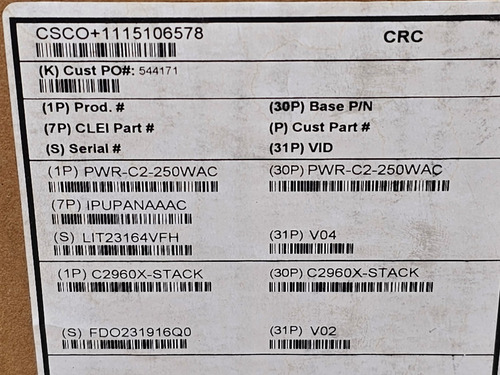 CSCO+1115106578 CRC
(K) Cust PO#: 544171
(1P) Prod. # (30P) Base P/N
(7P) CLEI Part # (P) Cust Part #
(S) Serial # (31P) VID
(1P) PWR-C2-250WAC (30P) PWR-C2-250WAC
(7P) IPUPANAAAC
(S) LIT23164VFH (31P) V04
(1P) C2960X-STACK (30P) C2960X-STACK
(S) FDO231916Q0 (31P) V02